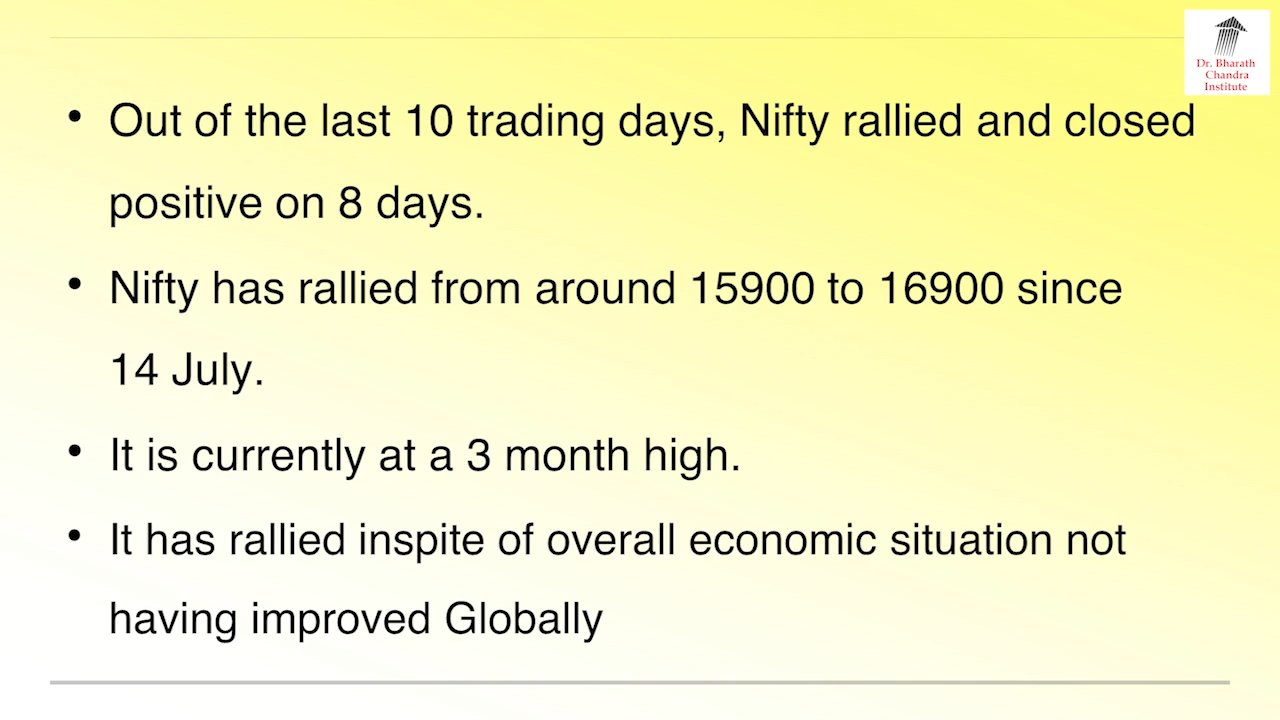 Dr. Bharath
Chandra
Institute
• Out of the last 10 trading days, Nifty rallied and closed
positive on 8 days.
• Nifty has rallied from around 15900 to 16900 since
14 July.
• It is currently at a 3 month high.
• It has rallied inspite of overall economic situation not
having improved Globally